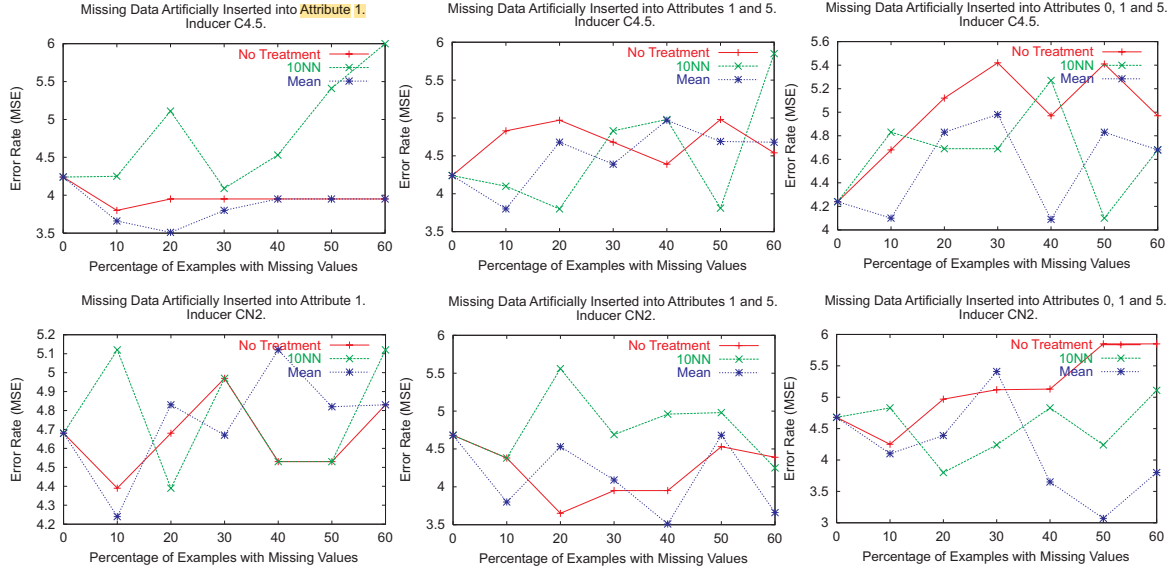 Missing Data Artificially Inserted into Attribute 1.
Inducer C4.5.
No Treatment
10NN
Mean
Error Rate (MSE)
6
5.5
5
4.5
4
3.5
0 10 20 30 40 50 60
Percentage of Examples with Missing Values
Missing Data Artificially Inserted into Attributes 1 and 5.
Inducer C4.5.
No Treatment
10NN
Mean
Error Rate (MSE)
6
5.5
5
4.5
4
3.5
0 10 20 30 40 50 60
Percentage of Examples with Missing Values
Missing Data Artificially Inserted into Attributes 0, 1 and 5.
Inducer C4.5.
No Treatment
10NN
Mean
Error Rate (MSE)
5.6
5.4
5.2
5
4.8
4.6
4.4
4.2
4
0 10 20 30 40 50 60
Percentage of Examples with Missing Values
Missing Data Artificially Inserted into Attribute 1.
Inducer CN2.
No Treatment
10NN
Mean
Error Rate (MSE)
5.2
5.1
5
4.9
4.8
4.7
4.6
4.5
4.4
4.3
4.2
0 10 20 30 40 50 60
Percentage of Examples with Missing Values
Missing Data Artificially Inserted into Attributes 1 and 5.
Inducer CN2.
No Treatment
10NN
Mean
Error Rate (MSE)
6
5.5
5
4.5
4
3.5
0 10 20 30 40 50 60
Percentage of Examples with Missing Values
Missing Data Artificially Inserted into Attributes 0, 1 and 5.
Inducer CN2.
No Treatment
10NN
Mean
Error Rate (MSE)
6
5.5
5
4.5
4
3.5
3
0 10 20 30 40 50 60
Percentage of Examples with Missing Values